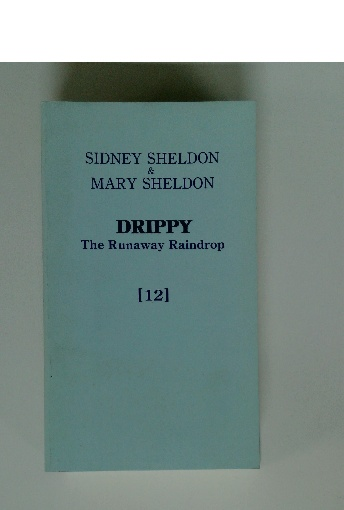 SIDNEY SHELDON
&
MARY SHELDON
DRIPPY
The Runaway Raindrop
[12]